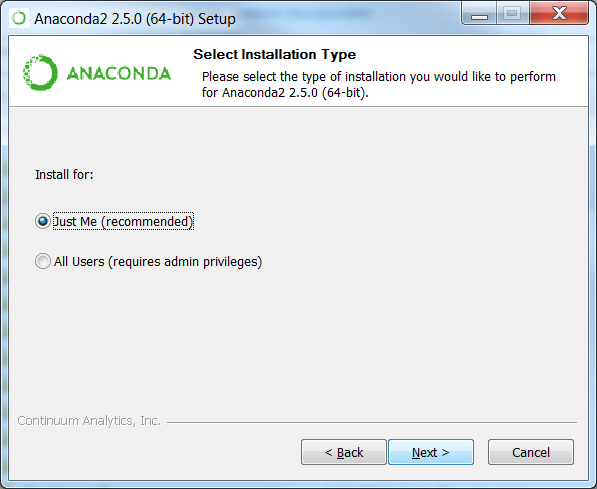 Anaconda2 2.5.0 (64-bit) Setup
ANACONDA
Select Installation Type
Please select the type of installation you would like to perform
for Anaconda2 2.5.0 (64-bit).
Install for:
Just Me (recommended)
All Users (requires admin privileges)
Continuum Analytics, Inc.
< Back
Next >
Cancel